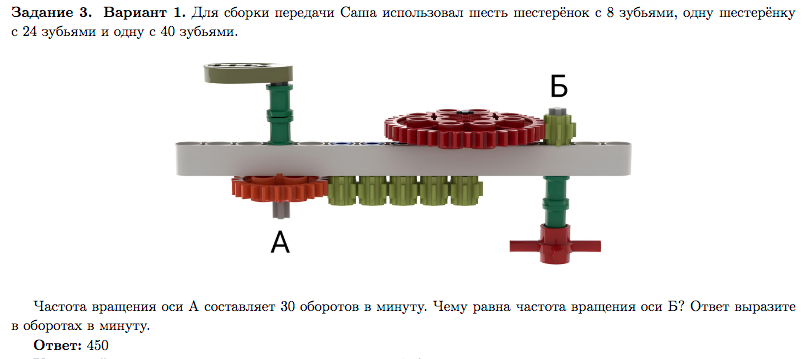 Задание 3. Вариант 1. Для сборки передачи Саша использовал шесть шестерёнок с 8 зубьями, одну шестерёнку
с 24 зубьями и одну с 40 зубьями.
Б
А
Частота вращения оси А составляет 30 оборотов в минуту. Чему равна частота вращения оси Б? Ответ выразите
в оборотах в минуту.
Ответ: 450